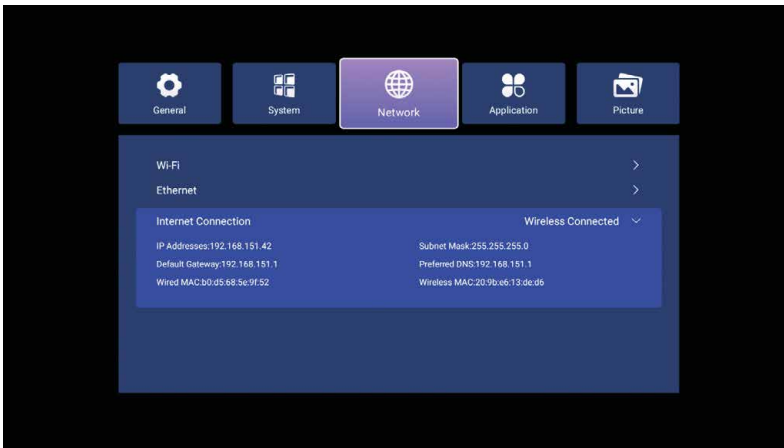 General
System
Network
Application
Picture
Wi-Fi
Ethernet
Internet Connection
Wireless Connected
IP Addresses:192.168.151.42
Subnet Mask:255.255.255.0
Default Gateway:192.168.151.1
Preferred DNS:192.168.151.1
Wired MAC:b0:d5:68:5e:9f:52
Wireless MAC:20:9b:e6:13:de:d6